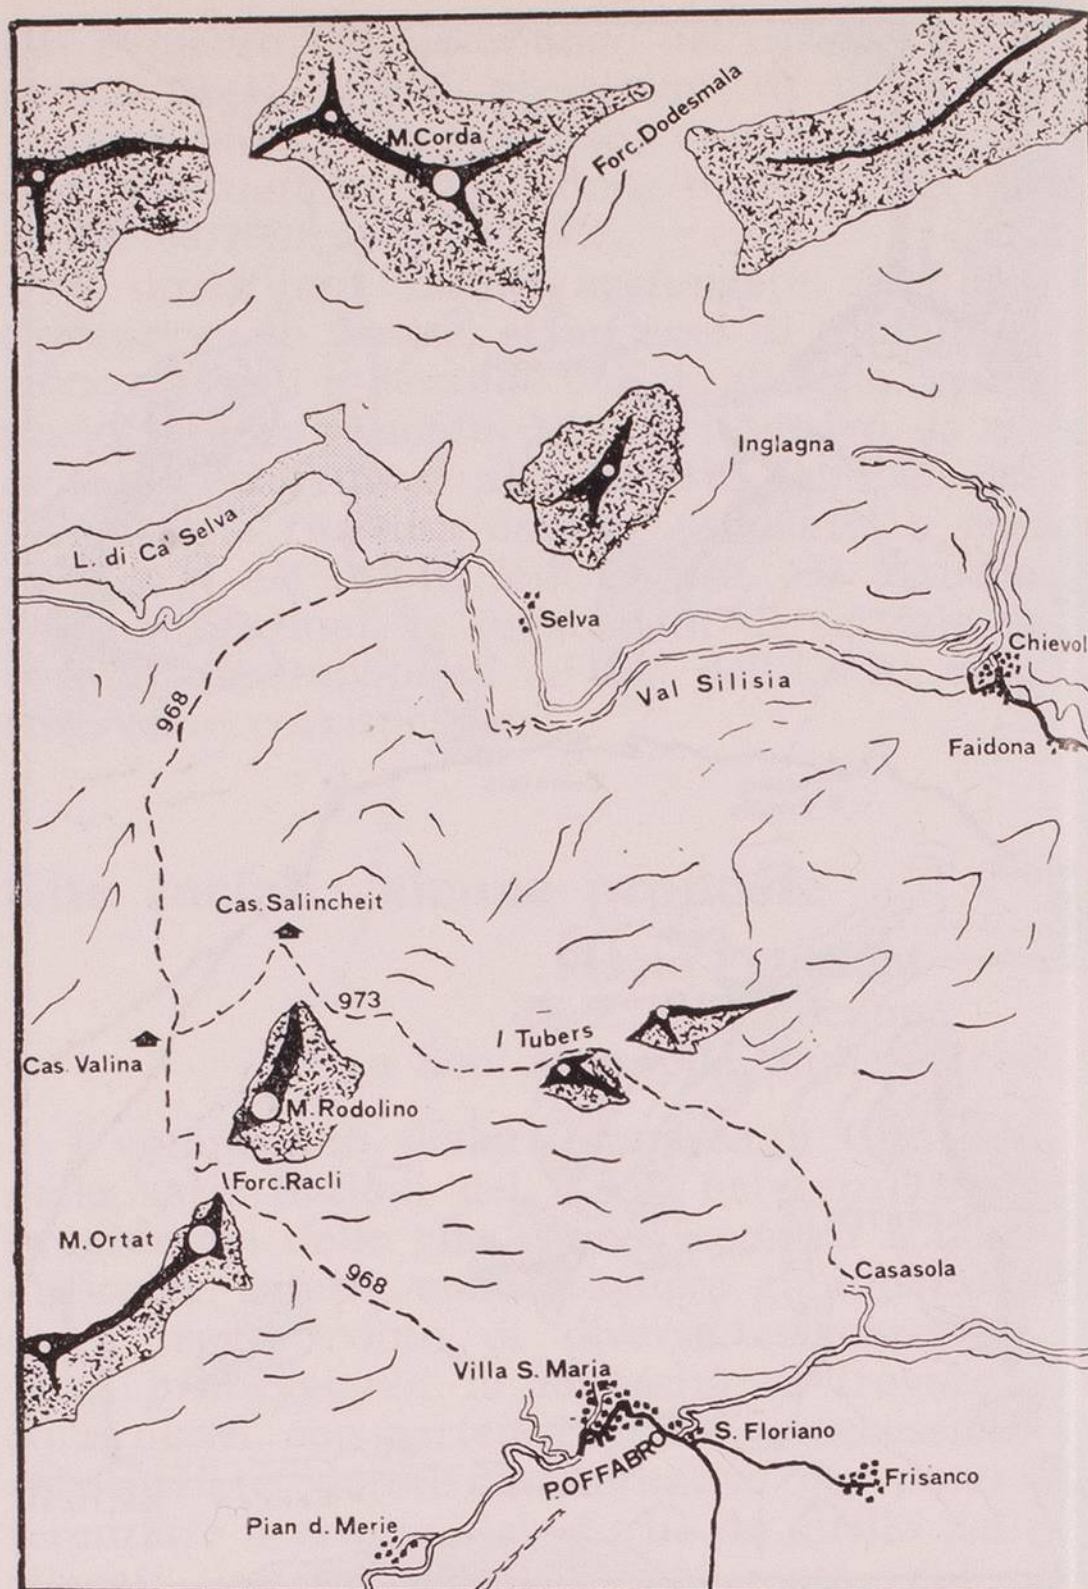 M.Corda
Forc.Dodesmala
Inglagna
L. di Ca' Selva
Selva
Chievol
Val Silisia
968
Faidona
Cas.Salincheit
973
I Tubers
Cas. Valina
M.Rodolino
Forc.Racli
M.Ortat
968
Casasola
Villa S. Maria
S. Floriano
POFFABRO
Frisanco
Pian d. Merie